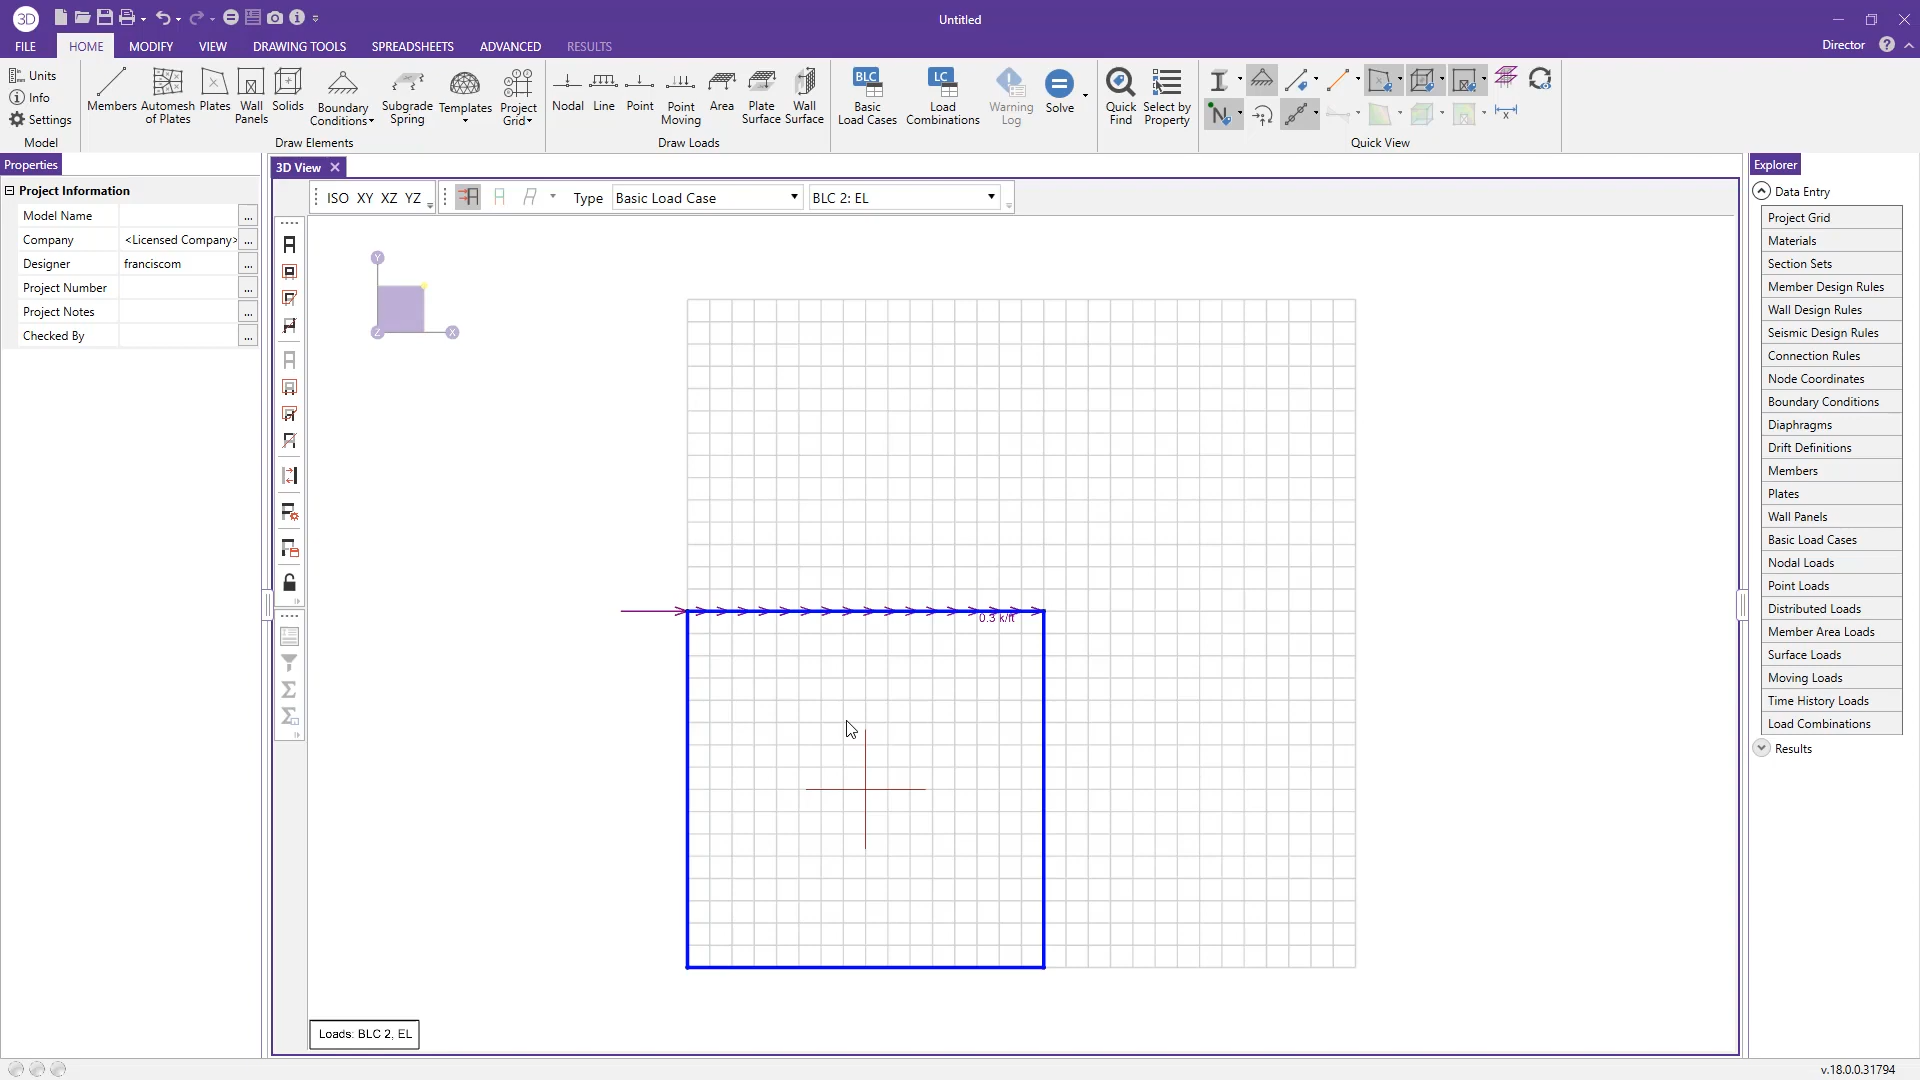 3D
Untitled
FILE
HOME
MODIFY
VIEW
DRAWING TOOLS
SPREADSHEETS
ADVANCED
RESULTS
Director
Units
Info
Settings
Model
Members
Automesh of Plates
Plates
Wall Panels
Solids
Boundary Conditions
Subgrade Spring
Templates
Project Grid
Draw Elements
Nodal
Line
Point
Point Moving
Area
Plate Surface
Wall Surface
Draw Loads
BLC
Basic Load Cases
LC
Load Combinations
Warning Log
Solve
Quick Find
Select by Property
N
Quick View
Properties
Project Information
Model Name ...
Company <Licensed Company> ...
Designer franciscom ...
Project Number ...
Project Notes ...
Checked By ...
3D View
ISO XY XZ YZ
Type Basic Load Case BLC 2: EL
Y
Z X
0.3 k/ft
Loads: BLC 2, EL
Explorer
Data Entry
Project Grid
Materials
Section Sets
Member Design Rules
Wall Design Rules
Seismic Design Rules
Connection Rules
Node Coordinates
Boundary Conditions
Diaphragms
Drift Definitions
Members
Plates
Wall Panels
Basic Load Cases
Nodal Loads
Point Loads
Distributed Loads
Member Area Loads
Surface Loads
Moving Loads
Time History Loads
Load Combinations
Results
v.18.0.0.31794